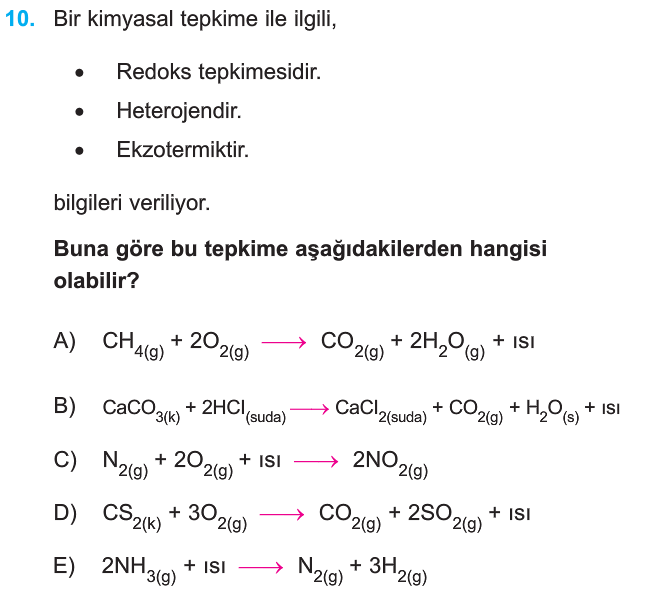 10. Bir kimyasal tepkime ile ilgili,
• Redoks tepkimesidir.
• Heterojendir.
• Ekzotermiktir.
bilgileri veriliyor.
Buna göre bu tepkime aşağıdakilerden hangisi
olabilir?
A) CH₄(g) + 2O₂(g) ⟶ CO₂(g) + 2H₂O(g) + ısı
B) CaCO₃(k) + 2HCl(suda) ⟶ CaCl₂(suda) + CO₂(g) + H₂O(s) + ısı
C) N₂(g) + 2O₂(g) + ısı ⟶ 2NO₂(g)
D) CS₂(k) + 3O₂(g) ⟶ CO₂(g) + 2SO₂(g) + ısı
E) 2NH₃(g) + ısı ⟶ N₂(g) + 3H₂(g)